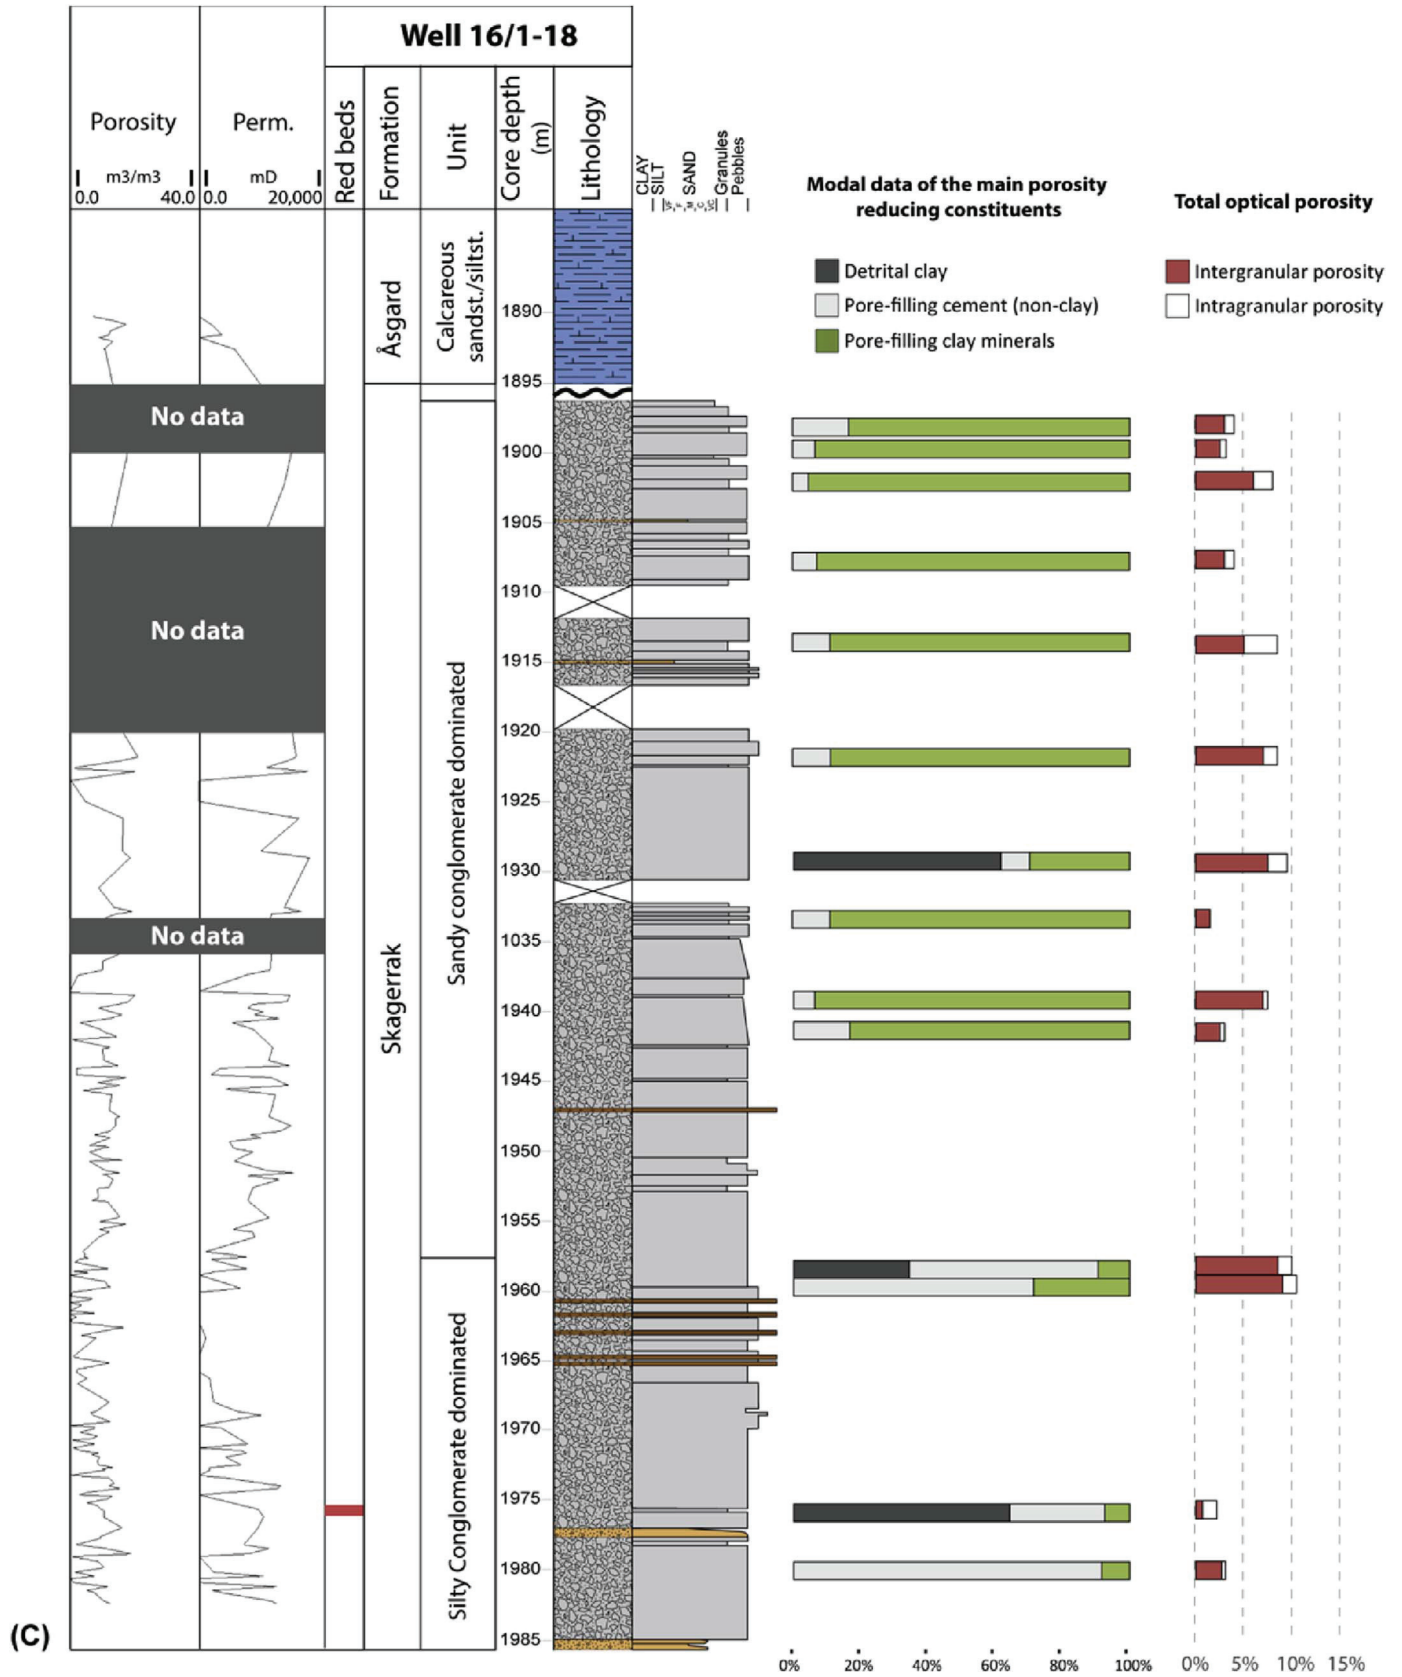 Well 16/1-18
Porosity
m3/m3
0.0 40.0
Perm.
mD
0.0 20,000
Red beds
Formation
Unit
Core depth
(m)
Lithology
CLAY
SILT
SAND
Granules
Pebbles
VF F M C VC
Modal data of the main porosity
reducing constituents
Detrital clay
Pore-filling cement (non-clay)
Pore-filling clay minerals
Total optical porosity
Intergranular porosity
Intragranular porosity
No data
No data
No data
Åsgard
Skagerrak
Calcareous
sandst./siltst.
Sandy conglomerate dominated
Silty Conglomerate dominated
1890
1895
1900
1905
1910
1915
1920
1925
1930
1035
1940
1945
1950
1955
1960
1965
1970
1975
1980
1985
0% 20% 40% 60% 80% 100%
0% 5% 10% 15%
(C)